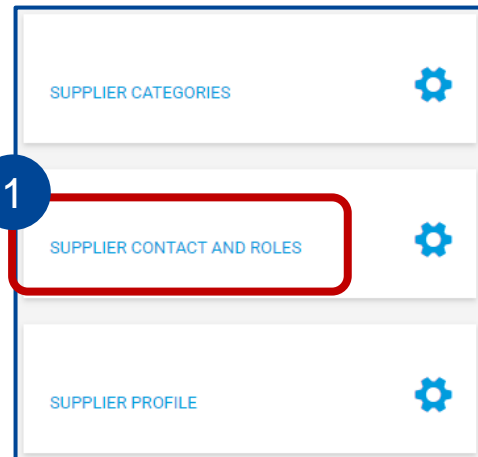 SUPPLIER CATEGORIES
1
SUPPLIER CONTACT AND ROLES
SUPPLIER PROFILE